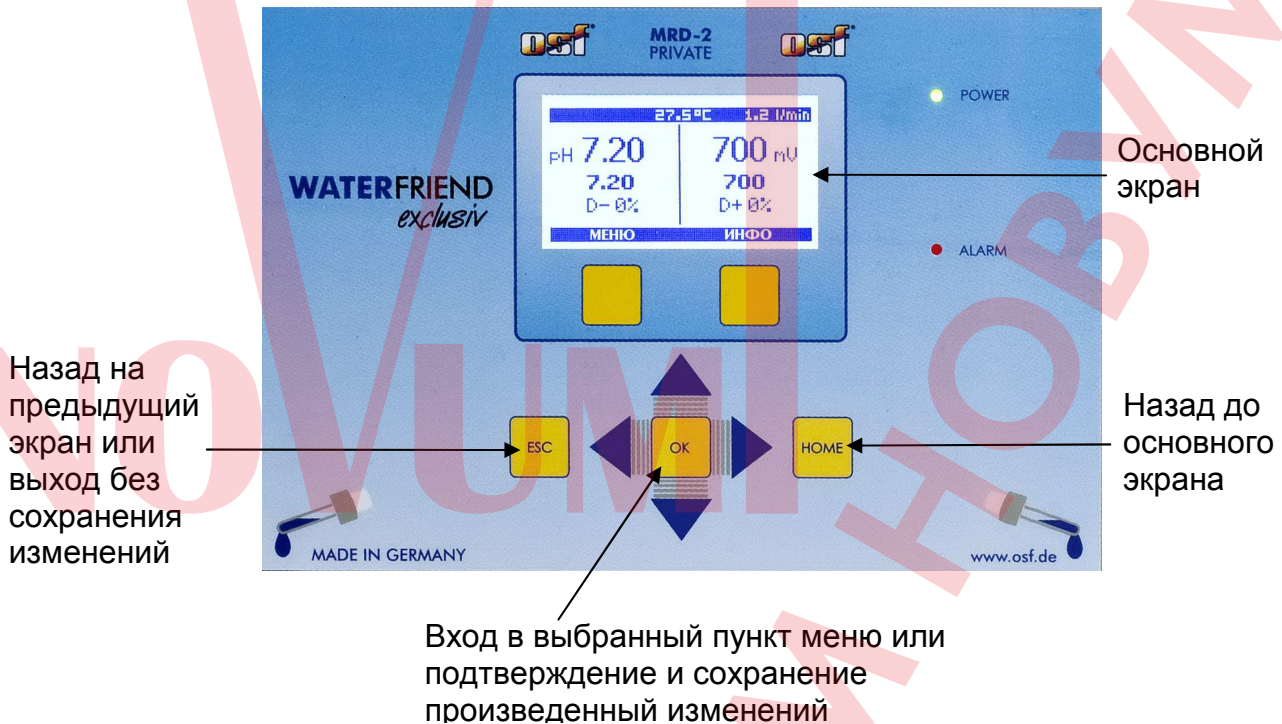 osf
MRD-2
PRIVATE
osf
POWER
27.5°C 1.2 l/min
pH 7.20 700 mV
7.20 700
D- 0% D+ 0%
МЕНЮ ИНФО
WATERFRIEND
exclusiv
Основной
экран
ALARM
Назад на
предыдущий
экран или
выход без
сохранения
изменений
ESC
OK
HOME
Назад до
основного
экрана
MADE IN GERMANY
www.osf.de
Вход в выбранный пункт меню или
подтверждение и сохранение
произведенный изменений
NOVUM
М НОВУМ